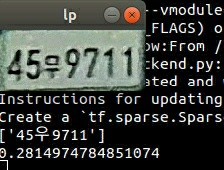 lp
--vmodule
_FLAGS) o
ow:From /
45우9711
kend.py:
ated and w
Instructions for updating
Create a `tf.sparse.Spars
['45우9711']
0.2814974784851074